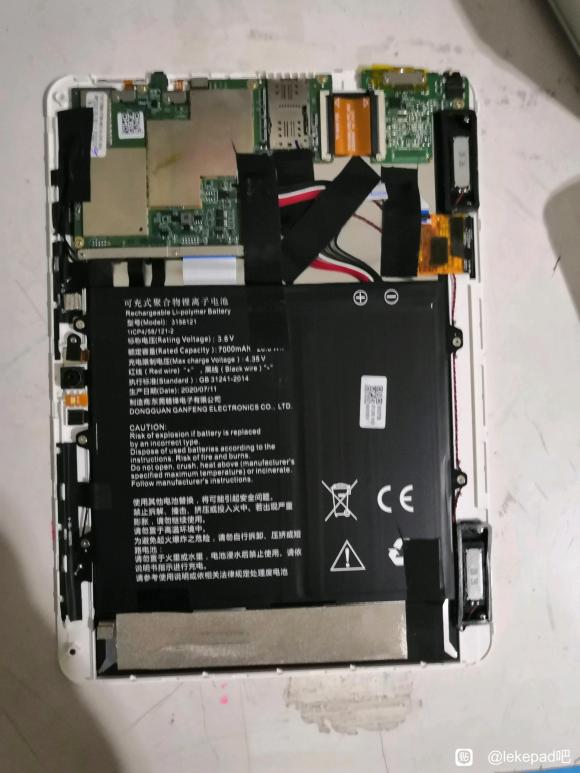 可充式聚合物锂离子电池
Rechargeable Li-polymer Battery
型号(Model): 3158121
1ICP4/58/121-2
标称电压(Rating Voltage): 3.8V
额定容量(Rated Capacity): 7000mAh
充电限制电压(Max charge Voltage): 4.35V
红线( Red wire) "+" , 黑线( Black wire) "-"
执行标准(Standard): GB 31241-2014
生产日期(Date): 2020/07/11
制造商:东莞赣锋电子有限公司
DONGGUAN GANFENG ELECTRONICS CO., LTD.
CAUTION:
Risk of explosion if battery is replaced
by an incorrect type.
Dispose of used batteries according to the
instructions. Risk of fire and burns.
Do not open, crush, heat above (manufacturer's
specified maximum temperature) or incinerate.
Follow manufacturer's instructions.
使用其他电池替换，将可能引起安全问题。
禁止拆解、撞击、挤压或投入火中。若出现严重
膨胀，请勿继续使用。
请勿置于高温环境中。
为避免起火爆炸之危险，请勿自行拆卸、压挤或短
路电池；
请勿置于火里或水里，电池浸水后禁止使用，请依
说明书指示进行充电。
请参考使用说明或依相关法律规定处理废电池
CE
贴 @lekepad吧